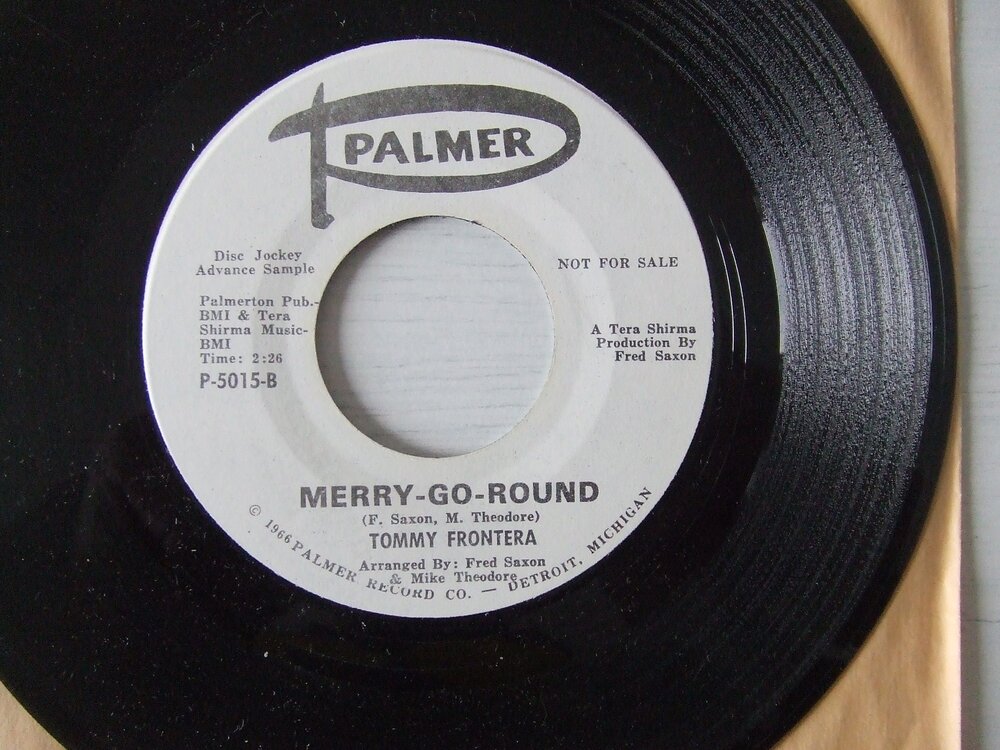 PALMER
Disc Jockey
Advance Sample
NOT FOR SALE
Palmerton Pub.-
BMI & Tera
Shirma Music-
BMI
Time: 2:26
P-5015-B
A Tera Shirma
Production By
Fred Saxon
MERRY-GO-ROUND
(F. Saxon, M. Theodore)
TOMMY FRONTERA
Arranged By: Fred Saxon
& Mike Theodore
© 1966 PALMER RECORD CO. — DETROIT, MICHIGAN